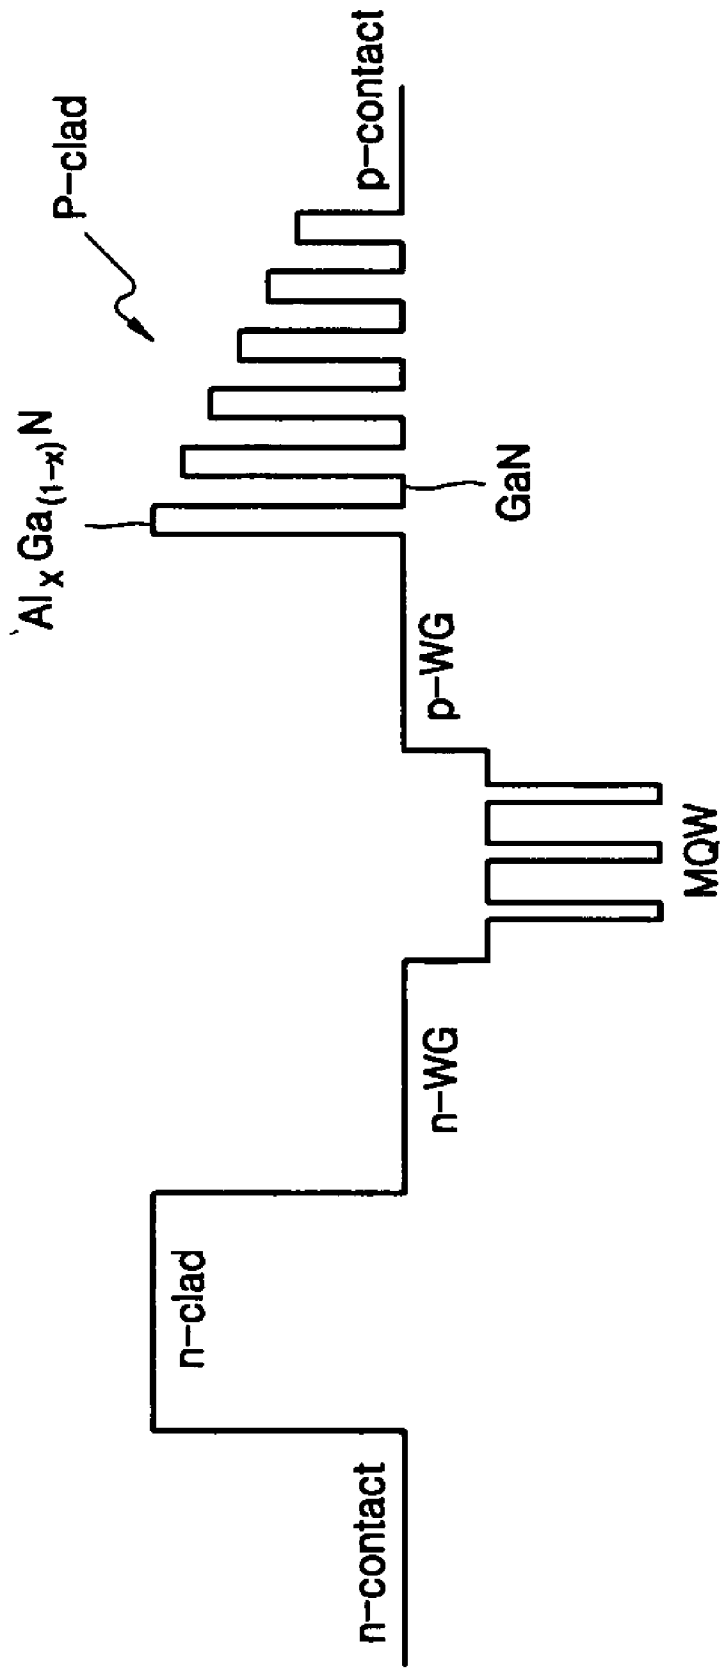 n-contact
n-clad
n-WG
MQW
p-WG
AlxGa(1-x)N
GaN
P-clad
p-contact